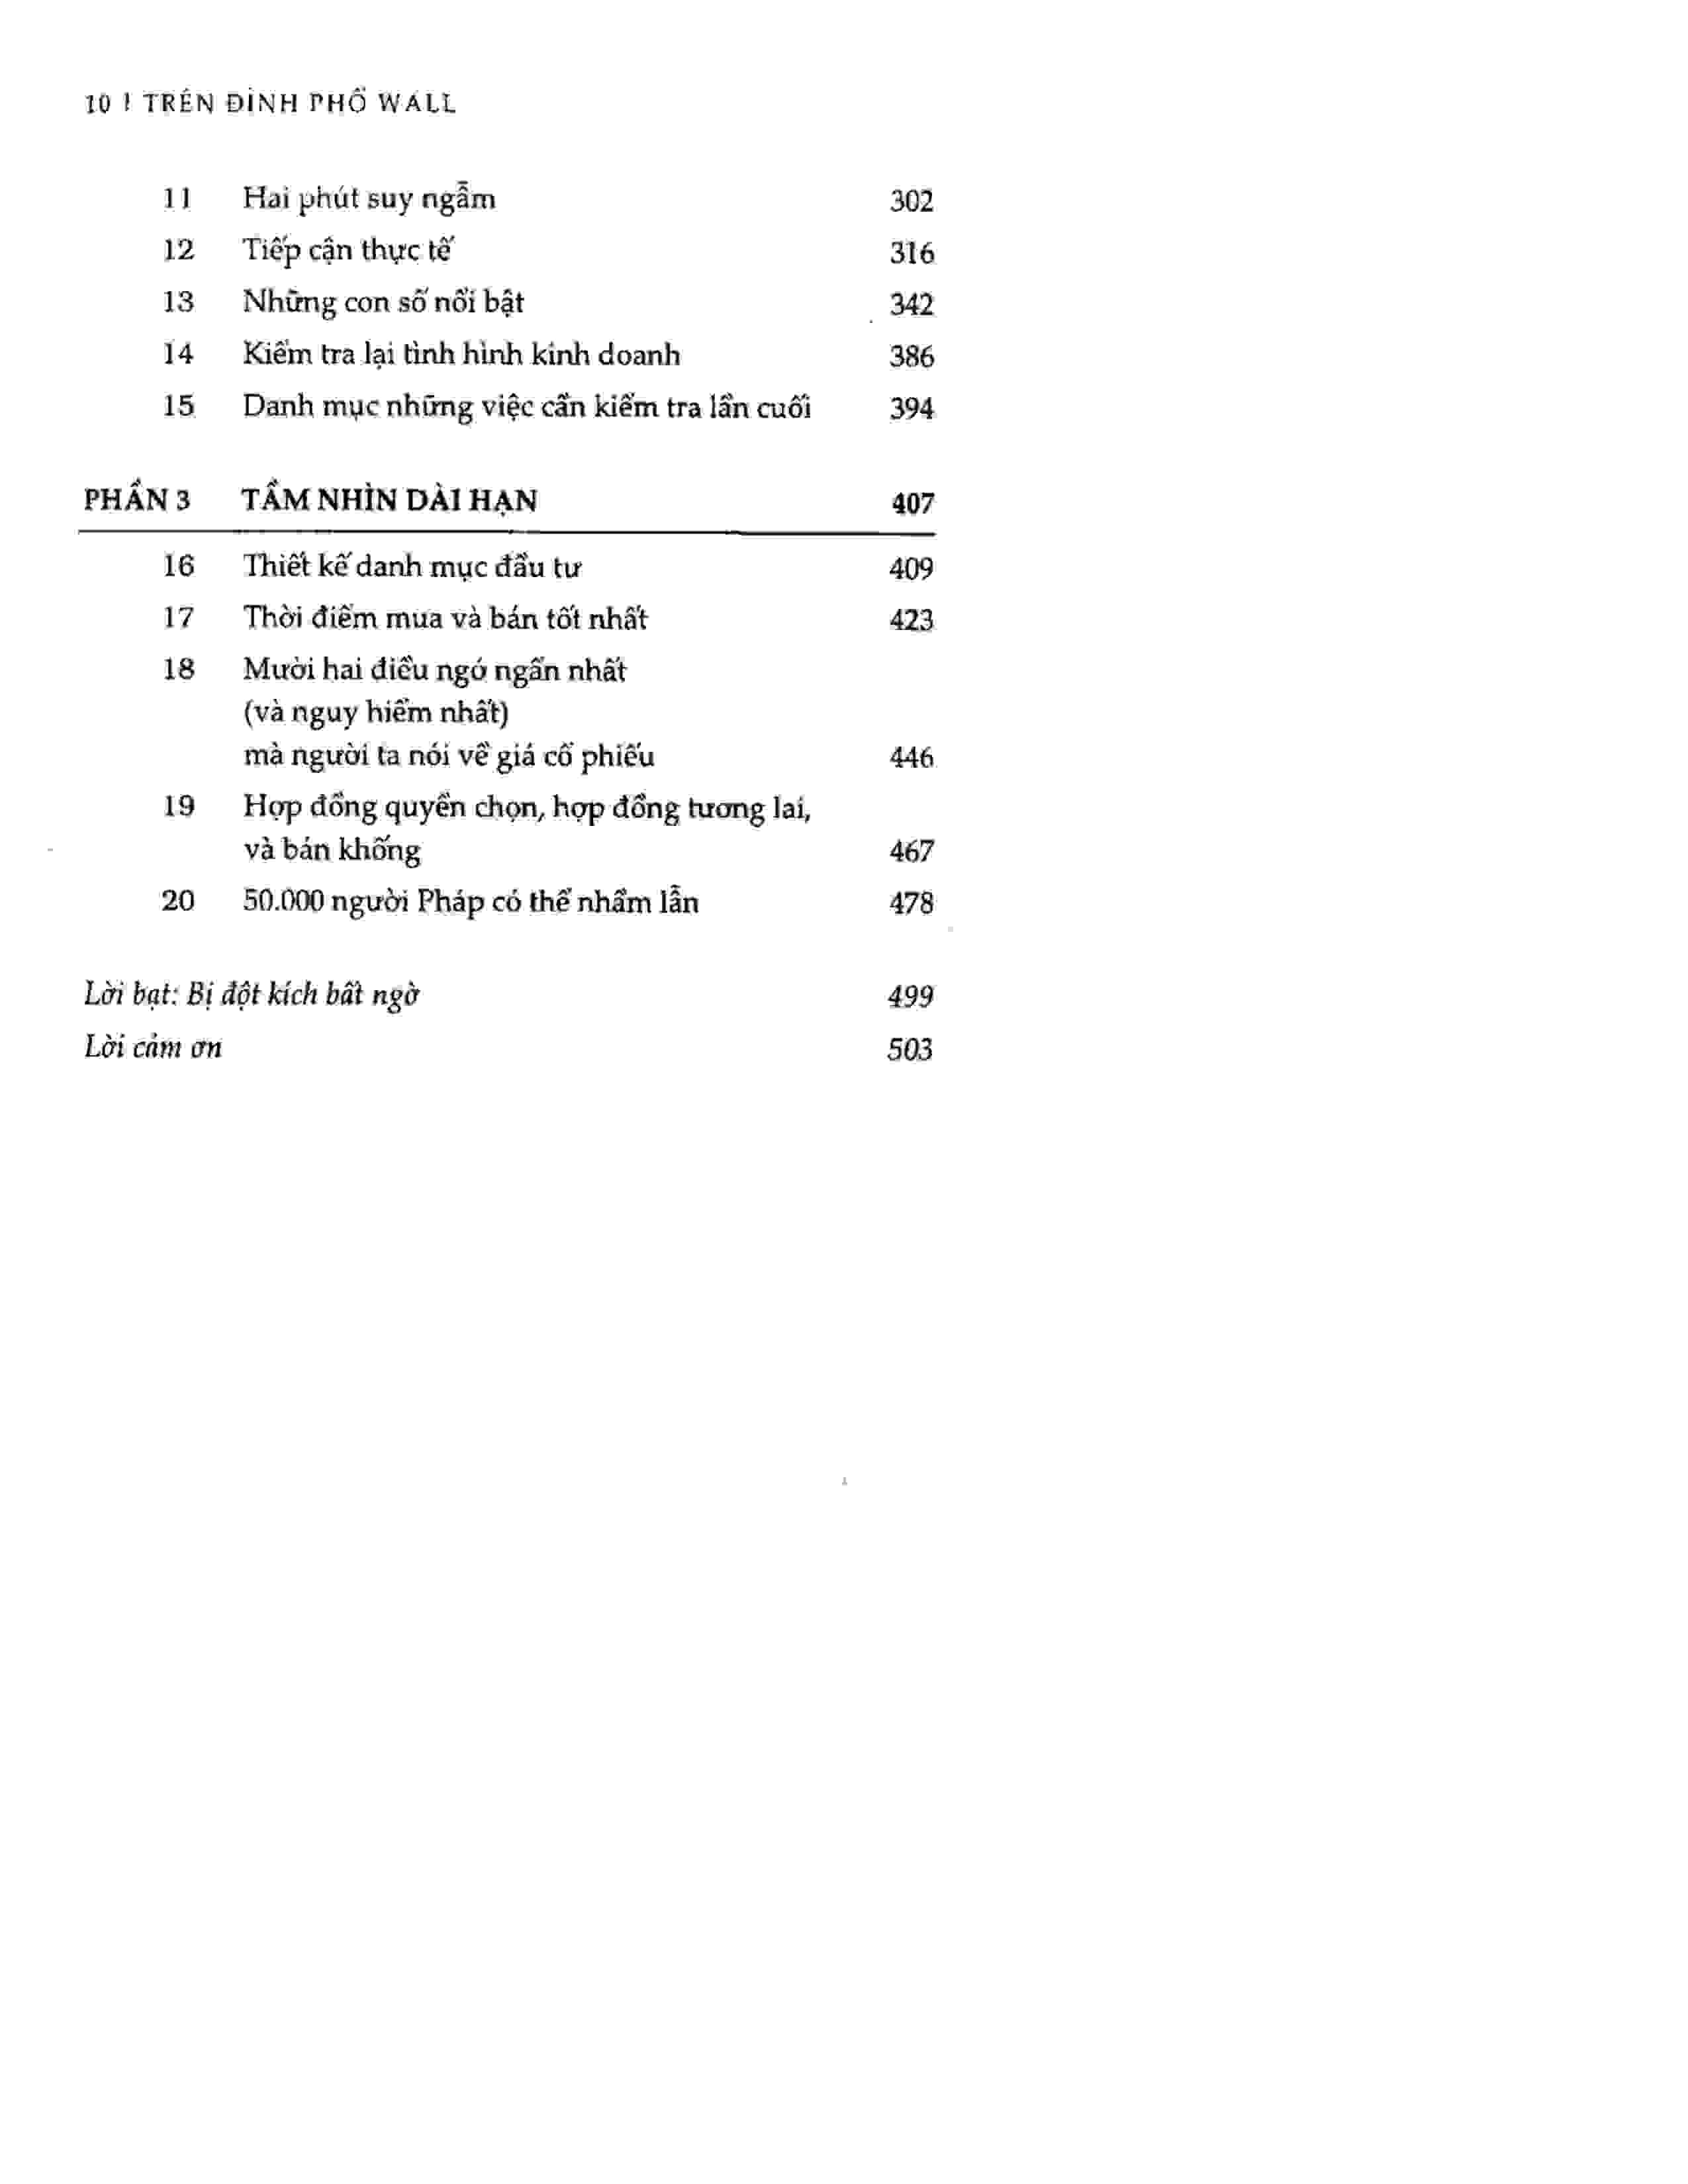 10 | TRÊN ĐỈNH PHỐ WALL
11 Hai phút suy ngẫm 302
12 Tiếp cận thực tế 316
13 Những con số nổi bật 342
14 Kiểm tra lại tình hình kinh doanh 386
15 Danh mục những việc cần kiểm tra lần cuối 394
PHẦN 3 TẦM NHÌN DÀI HẠN 407
16 Thiết kế danh mục đầu tư 409
17 Thời điểm mua và bán tốt nhất 423
18 Mười hai điều ngớ ngẩn nhất
(và nguy hiểm nhất)
mà người ta nói về giá cổ phiếu 446
19 Hợp đồng quyền chọn, hợp đồng tương lai,
và bán khống 467
20 50.000 người Pháp có thể nhầm lẫn 478
Lời bạt: Bị đột kích bất ngờ 499
Lời cảm ơn 503